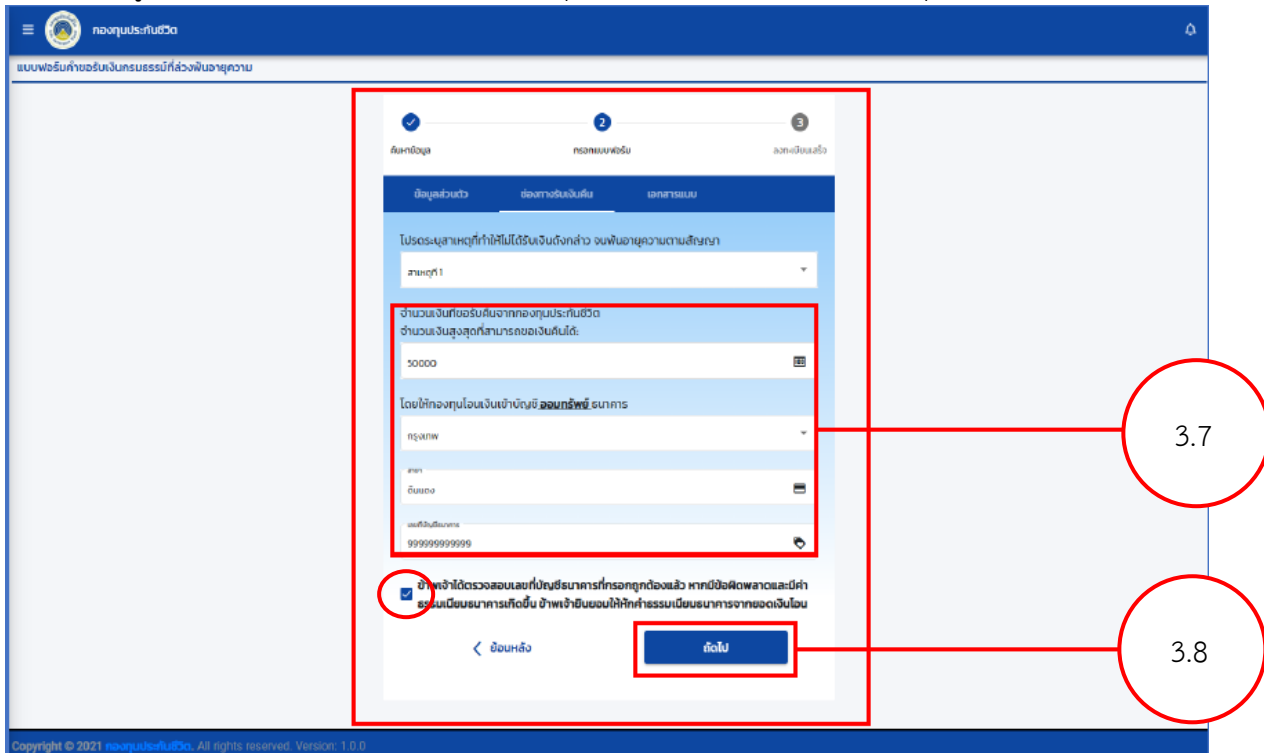 กองทุนประกันชีวิต
แบบฟอร์มคำขอรับเงินกรมธรรม์ที่ล่วงพ้นอายุความ
2
3
ค้นหาข้อมูล
กรอกแบบฟอร์ม
ลงทะเบียนเสร็จ
ข้อมูลส่วนตัว
ช่องทางรับเงินคืน
เอกสารแนบ
โปรดระบุสาเหตุที่ทำให้ไม่ได้รับเงินดังกล่าว จนพ้นอายุความตามสัญญา
สาเหตุที่ 1
จำนวนเงินที่ขอรับคืนจากกองทุนประกันชีวิต
จำนวนเงินสูงสุดที่สามารถขอเงินคืนได้:
50000
โดยให้กองทุนโอนเงินเข้าบัญชี ออมทรัพย์ ธนาคาร
กรุงเทพ
3.7
สาขา
ดินแดง
เลขที่บัญชีธนาคาร
999999999999
ข้าพเจ้าได้ตรวจสอบเลขที่บัญชีธนาคารที่กรอกถูกต้องแล้ว หากมีข้อผิดพลาดและมีค่า
ธรรมเนียมธนาคารเกิดขึ้น ข้าพเจ้ายินยอมให้หักค่าธรรมเนียมธนาคารจากยอดเงินโอน
ย้อนหลัง
ถัดไป
3.8
Copyright © 2021 กองทุนประกันชีวิต. All rights reserved. Version: 1.0.0